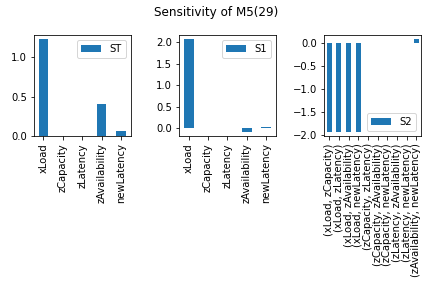 Sensitivity of M5(29)
ST
1.0
0.5
0.0
xLoad
zCapacity
zLatency
zAvailability
newLatency
S1
2.0
1.5
1.0
0.5
0.0
xLoad
zCapacity
zLatency
zAvailability
newLatency
0.0
−0.5
−1.0
−1.5
−2.0
S2
(xLoad, zCapacity)
(xLoad, zLatency)
(xLoad, zAvailability)
(xLoad, newLatency)
(zCapacity, zLatency)
(zCapacity, zAvailability)
(zCapacity, newLatency)
(zLatency, zAvailability)
(zLatency, newLatency)
(zAvailability, newLatency)